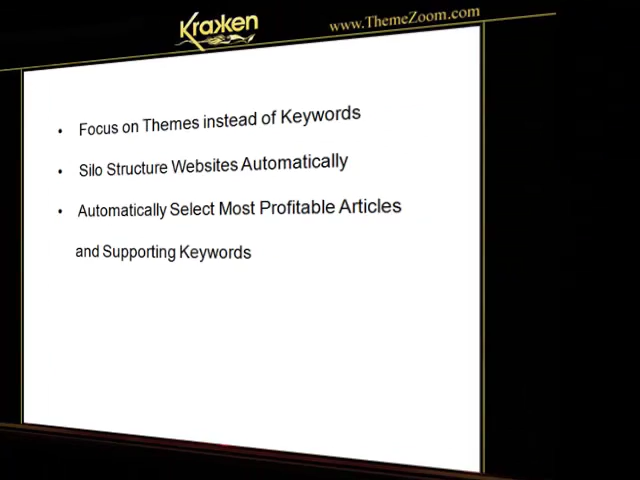 Kraken
www.ThemeZoom.com
• Focus on Themes instead of Keywords
• Silo Structure Websites Automatically
• Automatically Select Most Profitable Articles
and Supporting Keywords